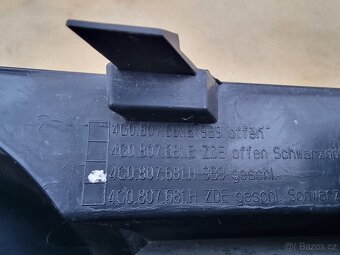 4G0.807.681.B 9B9 offen
4G0.807.681.B ZDE offen Schwarz
4G0.807.681.H 9B9 geschl.
4G0.807.681.H ZDE geschl. Schwarz
Bazos.cz